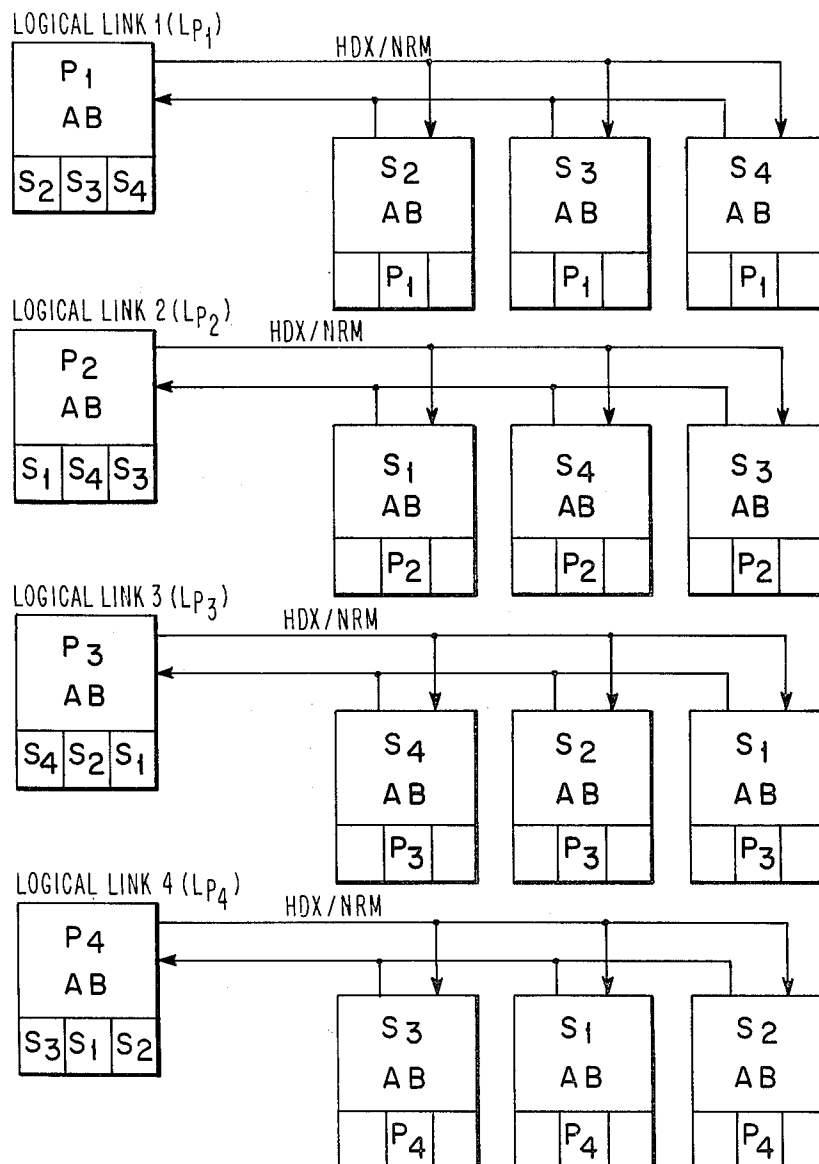 LOGICAL LINK 1 (LP1)
HDX/NRM
P1
AB
S2 S3 S4
S2
AB
P1
S3
AB
P1
S4
AB
P1
LOGICAL LINK 2 (LP2)
HDX/NRM
P2
AB
S1 S4 S3
S1
AB
P2
S4
AB
P2
S3
AB
P2
LOGICAL LINK 3 (LP3)
HDX/NRM
P3
AB
S4 S2 S1
S4
AB
P3
S2
AB
P3
S1
AB
P3
LOGICAL LINK 4 (LP4)
HDX/NRM
P4
AB
S3 S1 S2
S3
AB
P4
S1
AB
P4
S2
AB
P4